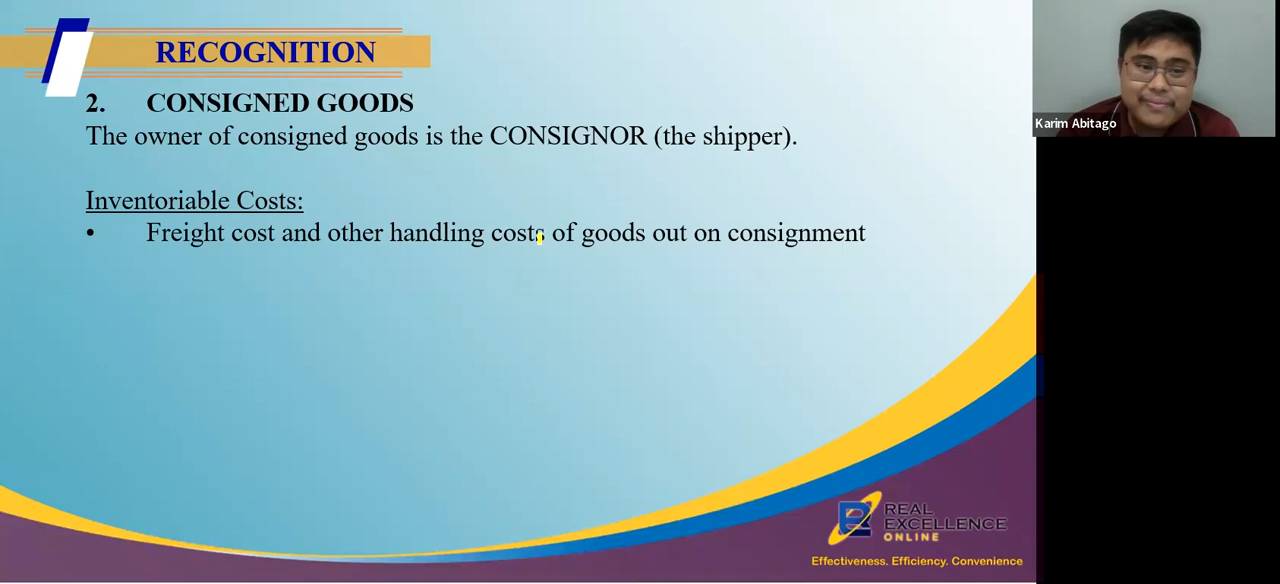 RECOGNITION
2. CONSIGNED GOODS
The owner of consigned goods is the CONSIGNOR (the shipper).
Inventoriable Costs:
• Freight cost and other handling costs of goods out on consignment
Karim Abitago
REAL
EXCELLENCE
ONLINE
Effectiveness. Efficiency. Convenience